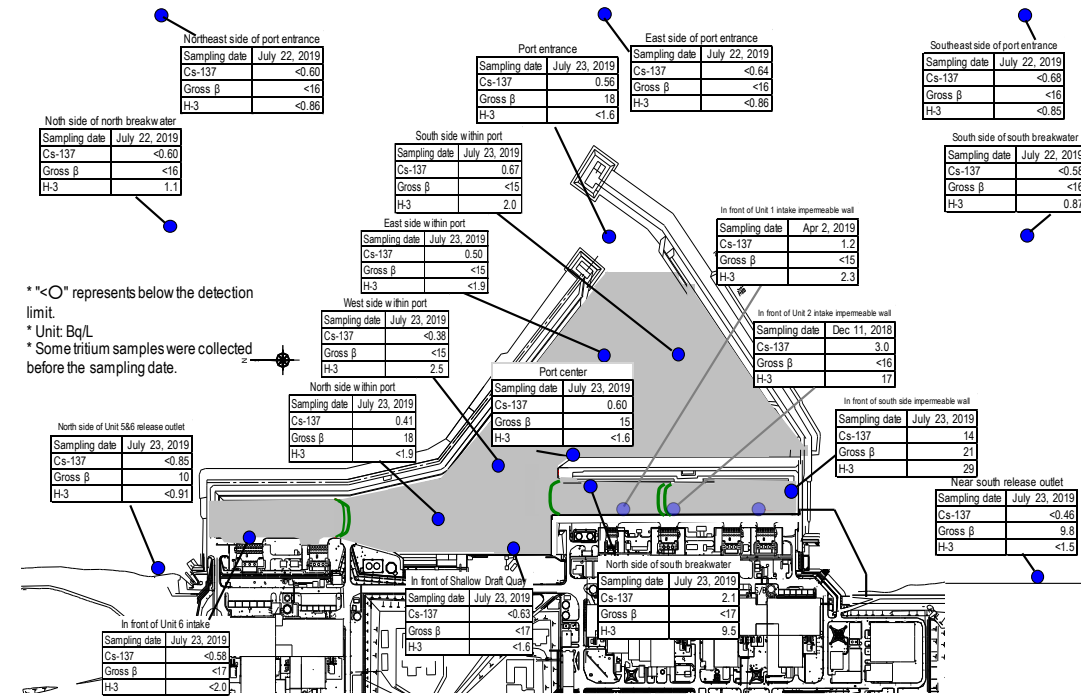 Northeast side of port entrance
Sampling date July 22, 2019
Cs-137 <0.60
Gross β <16
H-3 <0.86
East side of port entrance
Sampling date July 22, 2019
Cs-137 <0.64
Gross β <16
H-3 <0.86
Southeast side of port entrance
Sampling date July 22, 2019
Cs-137 <0.68
Gross β <16
H-3 <0.85
Port entrance
Sampling date July 23, 2019
Cs-137 0.56
Gross β 18
H-3 <1.6
Noth side of north breakwater
Sampling date July 22, 2019
Cs-137 <0.60
Gross β <16
H-3 1.1
South side within port
Sampling date July 23, 2019
Cs-137 0.67
Gross β <15
H-3 2.0
South side of south breakwater
Sampling date July 22, 2019
Cs-137 <0.58
Gross β <16
H-3 0.87
East side within port
Sampling date July 23, 2019
Cs-137 0.50
Gross β <15
H-3 <1.9
In front of Unit 1 intake impermeable wall
Sampling date Apr 2, 2019
Cs-137 1.2
Gross β <15
H-3 2.3
* "<○" represents below the detection
limit.
* Unit: Bq/L
* Some tritium samples were collected
before the sampling date.
N
West side within port
Sampling date July 23, 2019
Cs-137 <0.38
Gross β <15
H-3 2.5
In front of Unit 2 intake impermeable wall
Sampling date Dec 11, 2018
Cs-137 3.0
Gross β <16
H-3 17
Port center
Sampling date July 23, 2019
Cs-137 0.60
Gross β 15
H-3 <1.6
North side within port
Sampling date July 23, 2019
Cs-137 0.41
Gross β 18
H-3 <1.9
In front of south side impermeable wall
Sampling date July 23, 2019
Cs-137 14
Gross β 21
H-3 29
North side of Unit 5&6 release outlet
Sampling date July 23, 2019
Cs-137 <0.85
Gross β 10
H-3 <0.91
Near south release outlet
Sampling date July 23, 2019
Cs-137 <0.46
Gross β 9.8
H-3 <1.5
North side of south breakwater
Sampling date July 23, 2019
Cs-137 2.1
Gross β <17
H-3 9.5
In front of Shallow Draft Quay
Sampling date July 23, 2019
Cs-137 <0.63
Gross β <17
H-3 <1.6
In front of Unit 6 intake
Sampling date July 23, 2019
Cs-137 <0.58
Gross β <17
H-3 <2.0